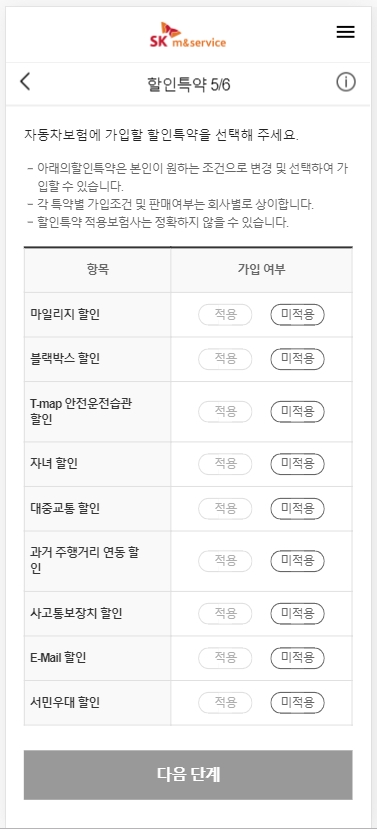 SK m&service
할인특약 5/6
자동차보험에 가입할 할인특약을 선택해 주세요.
- 아래의할인특약은 본인이 원하는 조건으로 변경 및 선택하여 가
입할 수 있습니다.
- 각 특약별 가입조건 및 판매여부는 회사별로 상이합니다.
- 할인특약 적용보험사는 정확하지 않을 수 있습니다.
항목 가입 여부
마일리지 할인 적용 미적용
블랙박스 할인 적용 미적용
T-map 안전운전습관
할인 적용 미적용
자녀 할인 적용 미적용
대중교통 할인 적용 미적용
과거 주행거리 연동 할
인 적용 미적용
사고통보장치 할인 적용 미적용
E-Mail 할인 적용 미적용
서민우대 할인 적용 미적용
다음 단계